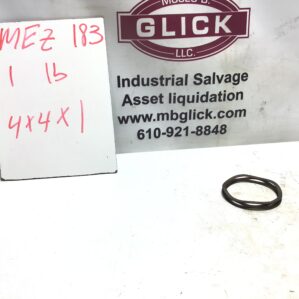 MEZ 183
1 lb
4x4x1
GLICK
LLC.
Industrial Salvage
Asset liquidation
www.mbglick.com
610-921-8848